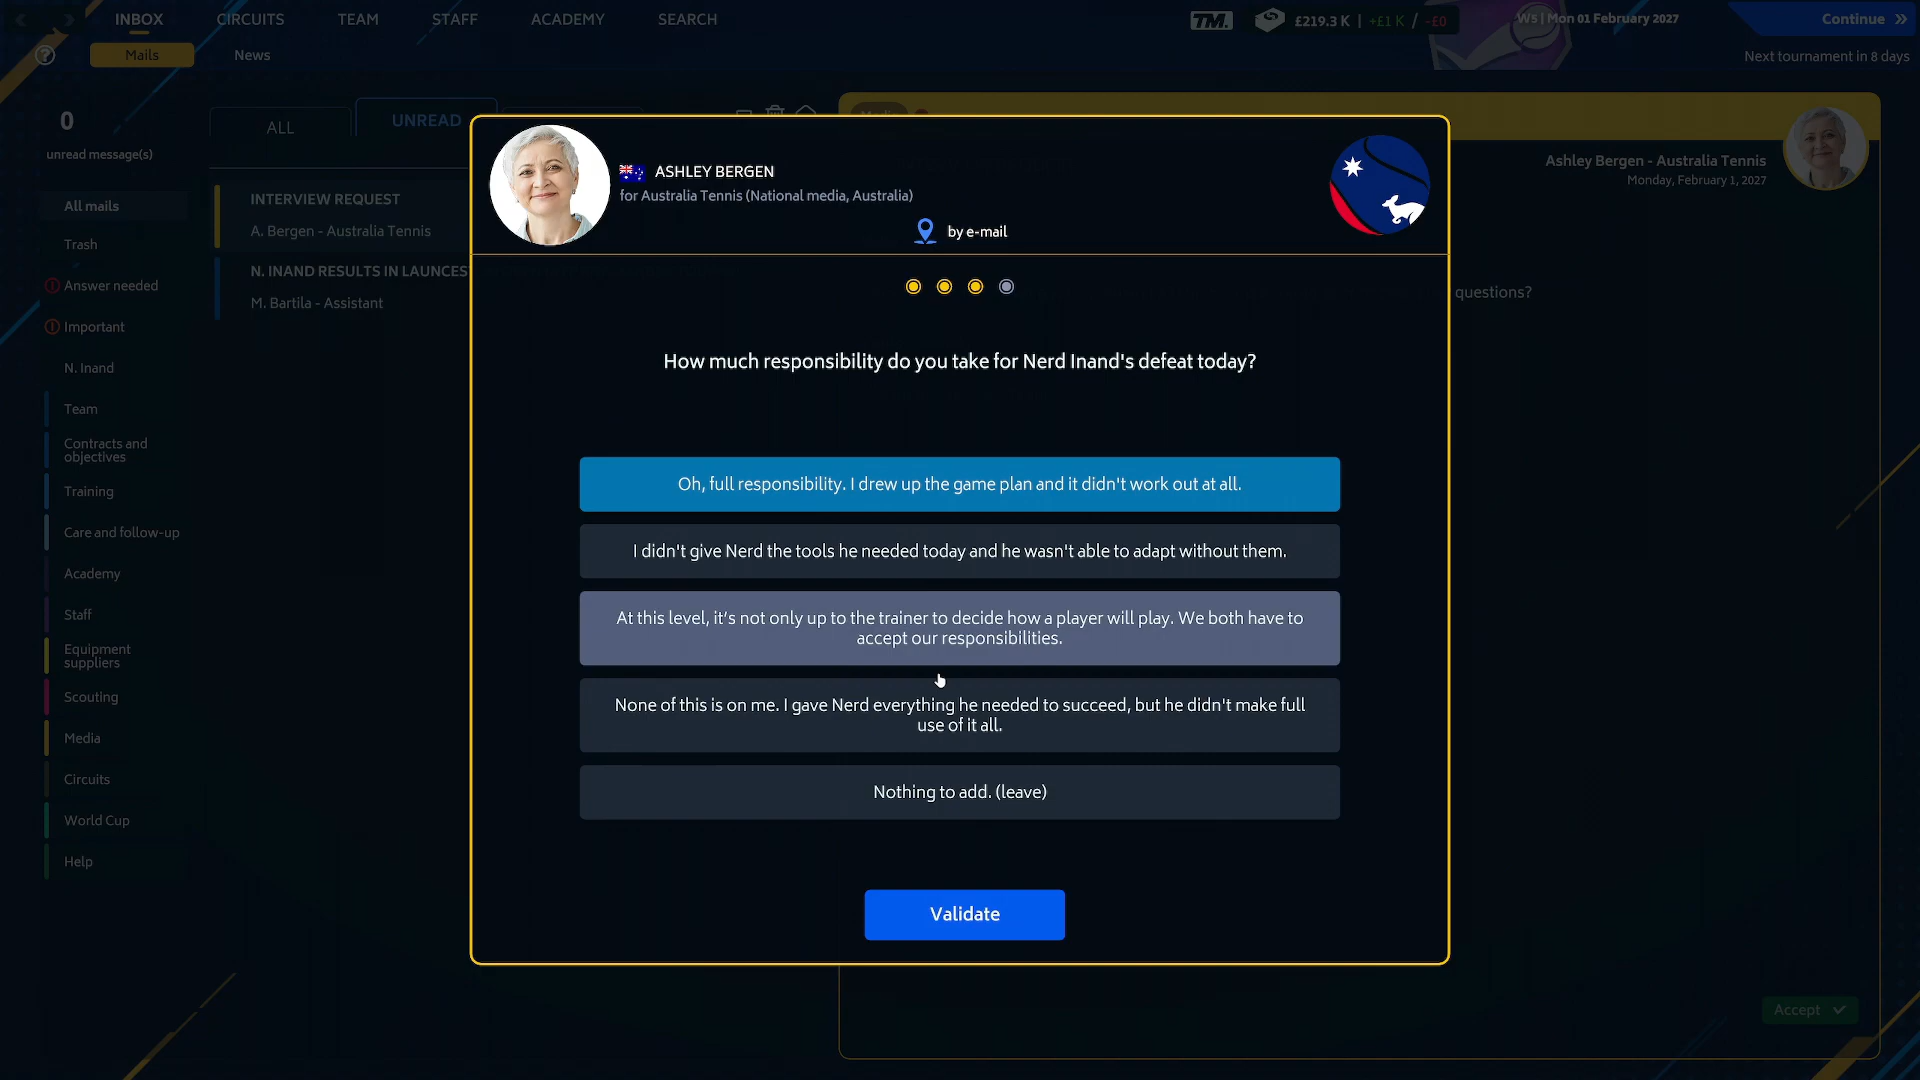 INBOX
CIRCUITS
TEAM
STAFF
ACADEMY
SEARCH
TM.
£219.3 K | +£1 K / -£0
W5 | Mon 01 February 2027
Continue
Mails
News
Next tournament in 8 days
0
unread message(s)
ALL
UNREAD
All mails
Trash
Answer needed
Important
N. Inand
Team
Contracts and
objectives
Training
Care and follow-up
Academy
Staff
Equipment
suppliers
Scouting
Media
Circuits
World Cup
Help
INTERVIEW REQUEST
A. Bergen - Australia Tennis
N. INAND RESULTS IN LAUNCES
M. Bartila - Assistant
Ashley Bergen - Australia Tennis
Monday, February 1, 2027
questions?
ASHLEY BERGEN
for Australia Tennis (National media, Australia)
by e-mail
How much responsibility do you take for Nerd Inand's defeat today?
Oh, full responsibility. I drew up the game plan and it didn't work out at all.
I didn't give Nerd the tools he needed today and he wasn't able to adapt without them.
At this level, it's not only up to the trainer to decide how a player will play. We both have to
accept our responsibilities.
None of this is on me. I gave Nerd everything he needed to succeed, but he didn't make full
use of it all.
Nothing to add. (leave)
Validate
Accept